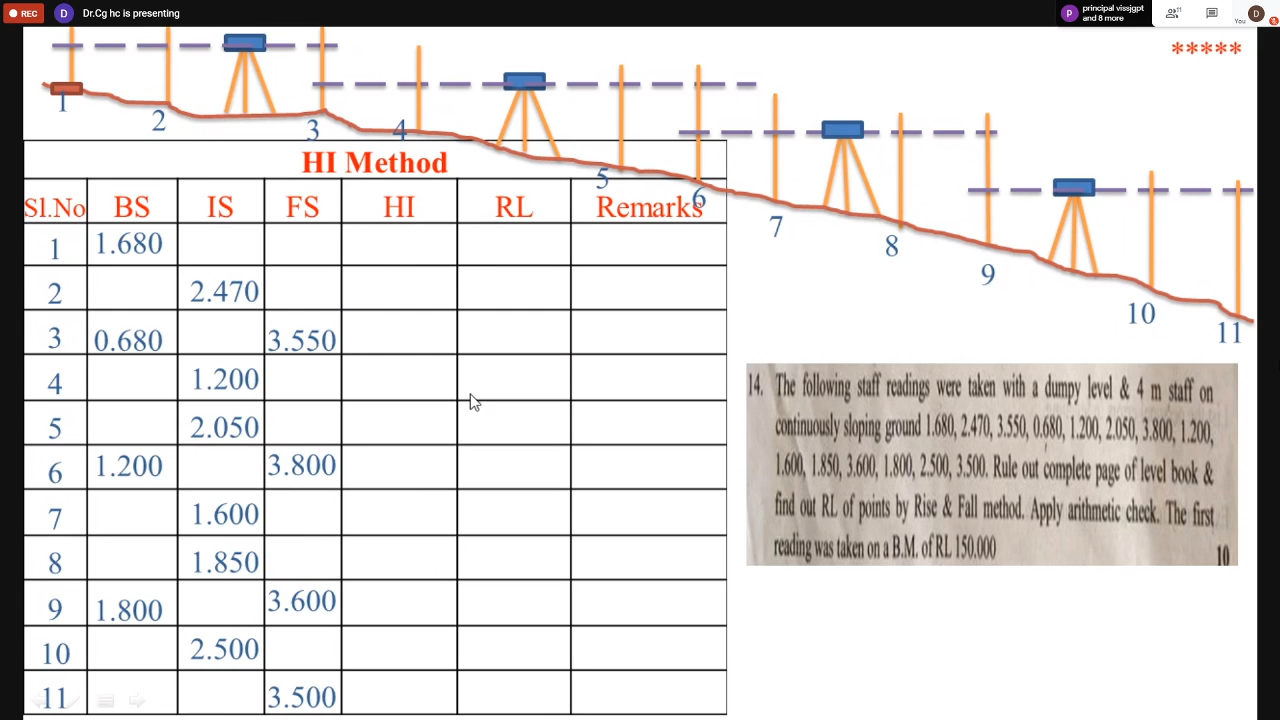 REC
D Dr.Cg hc is presenting
P principal vissjgpt
and 8 more
11
You
D
*****
1
2
3
4
5
6
7
8
9
10
11
HI Method
Sl.No BS IS FS HI RL Remarks
1 1.680
2 2.470
3 0.680 3.550
4 1.200
5 2.050
6 1.200 3.800
7 1.600
8 1.850
9 1.800 3.600
10 2.500
11 3.500
14. The following staff readings were taken with a dumpy level & 4 m staff on
continuously sloping ground 1.680, 2.470, 3.550, 0.680, 1.200, 2.050, 3.800, 1.200,
1.600, 1.850, 3.600, 1.800, 2.500, 3.500. Rule out complete page of level book &
find out RL of points by Rise & Fall method. Apply arithmetic check. The first
reading was taken on a B.M. of RL 150.000
10